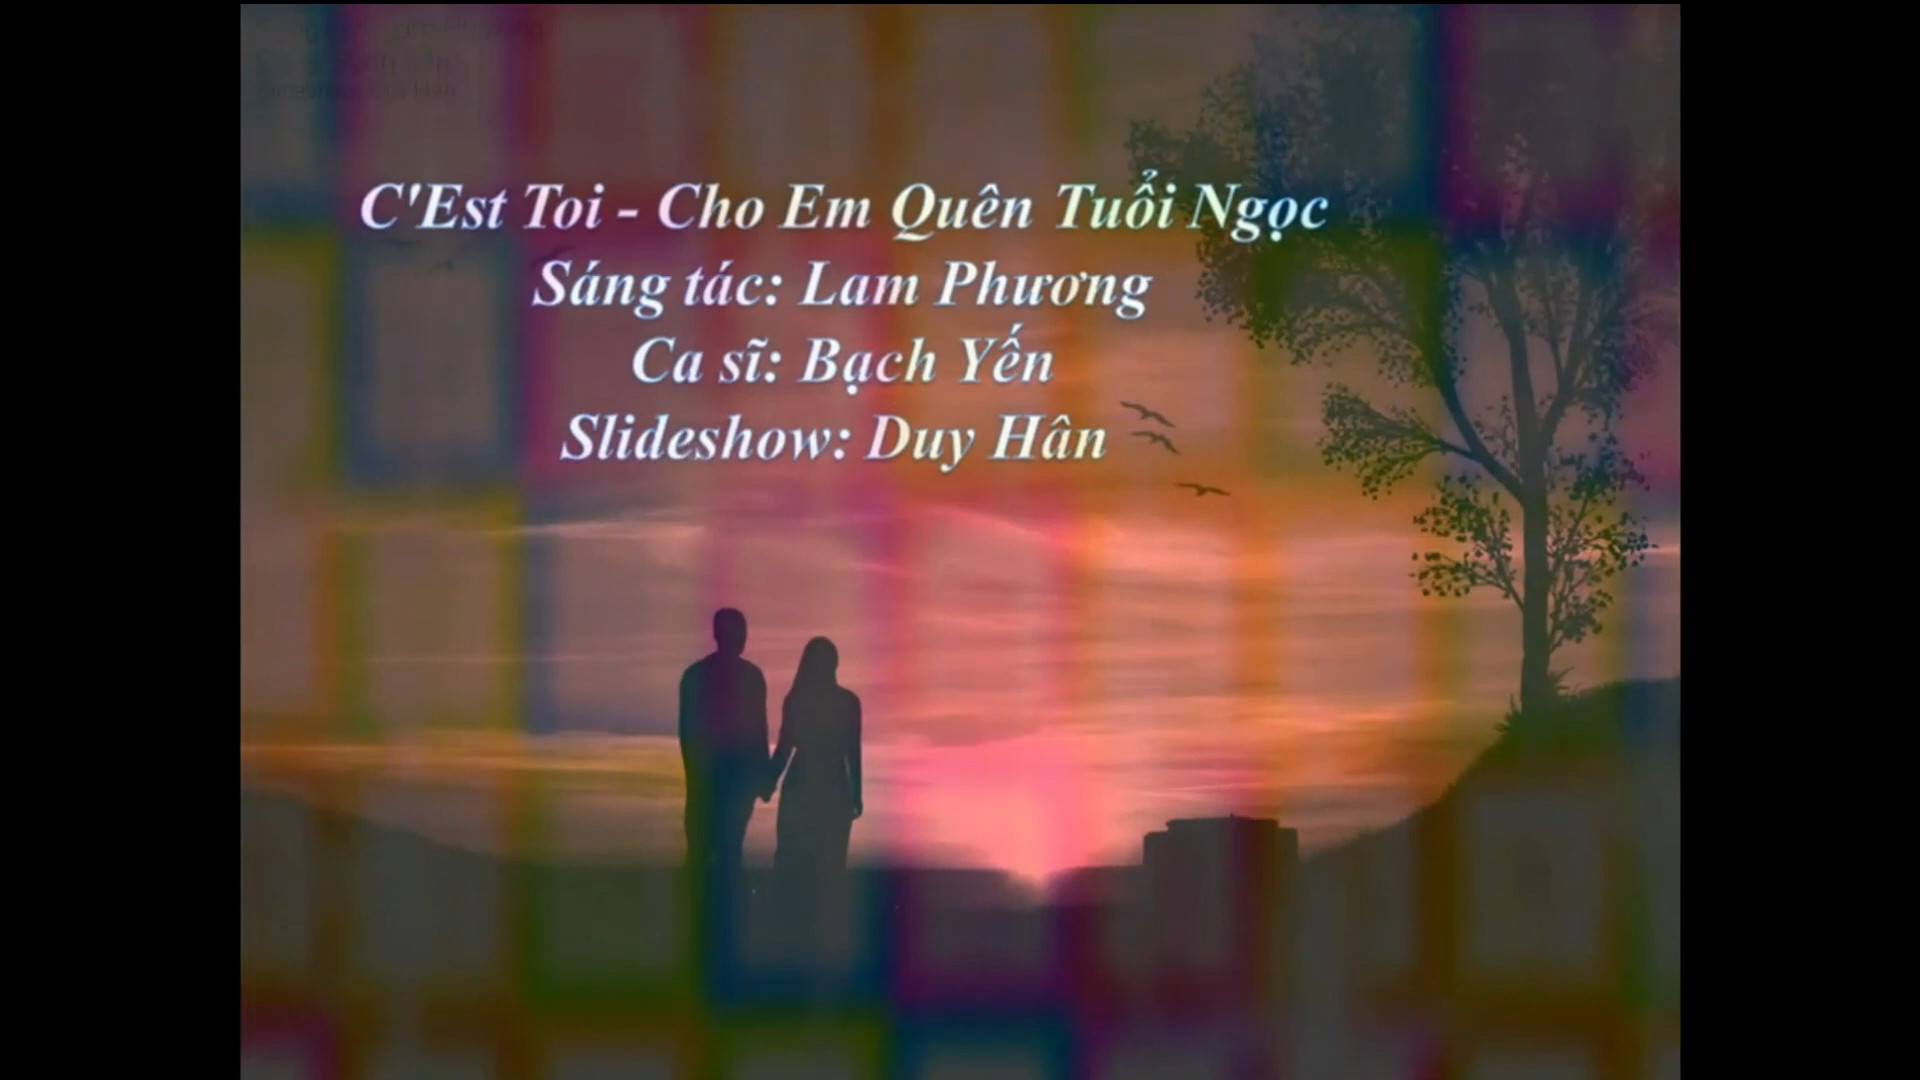 C'Est Toi - Cho Em Quên Tuổi Ngọc
Sáng tác: Lam Phương
Ca sĩ: Bạch Yến
Slideshow: Duy Hân